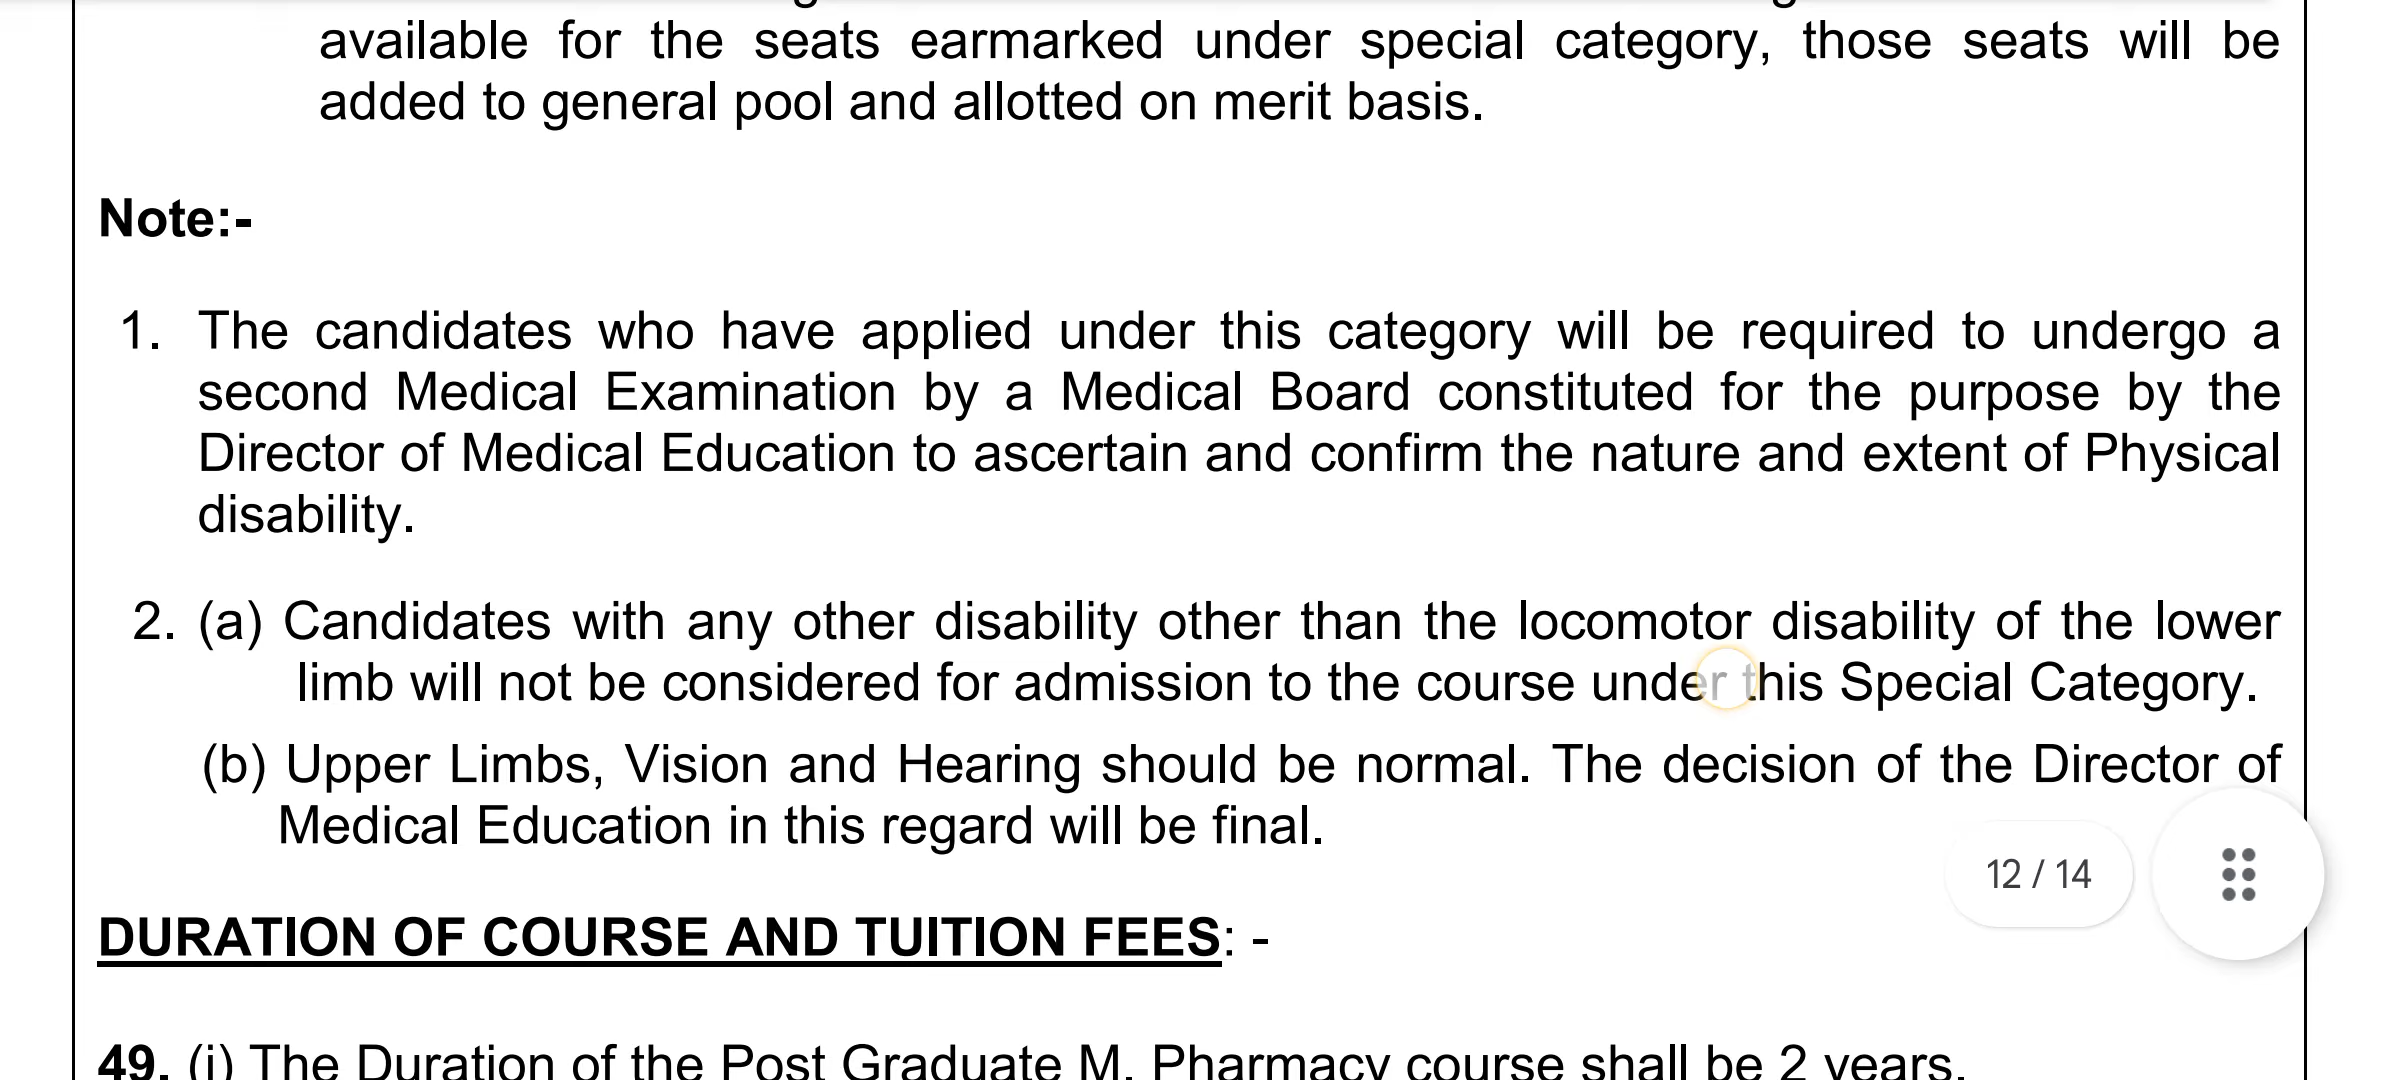 available for the seats earmarked under special category, those seats will be
added to general pool and allotted on merit basis.
Note:-
1. The candidates who have applied under this category will be required to undergo a
second Medical Examination by a Medical Board constituted for the purpose by the
Director of Medical Education to ascertain and confirm the nature and extent of Physical
disability.
2. (a) Candidates with any other disability other than the locomotor disability of the lower
limb will not be considered for admission to the course under this Special Category.
(b) Upper Limbs, Vision and Hearing should be normal. The decision of the Director of
Medical Education in this regard will be final.
12 / 14
DURATION OF COURSE AND TUITION FEES: -
49. (i) The Duration of the Post Graduate M. Pharmacy course shall be 2 years.